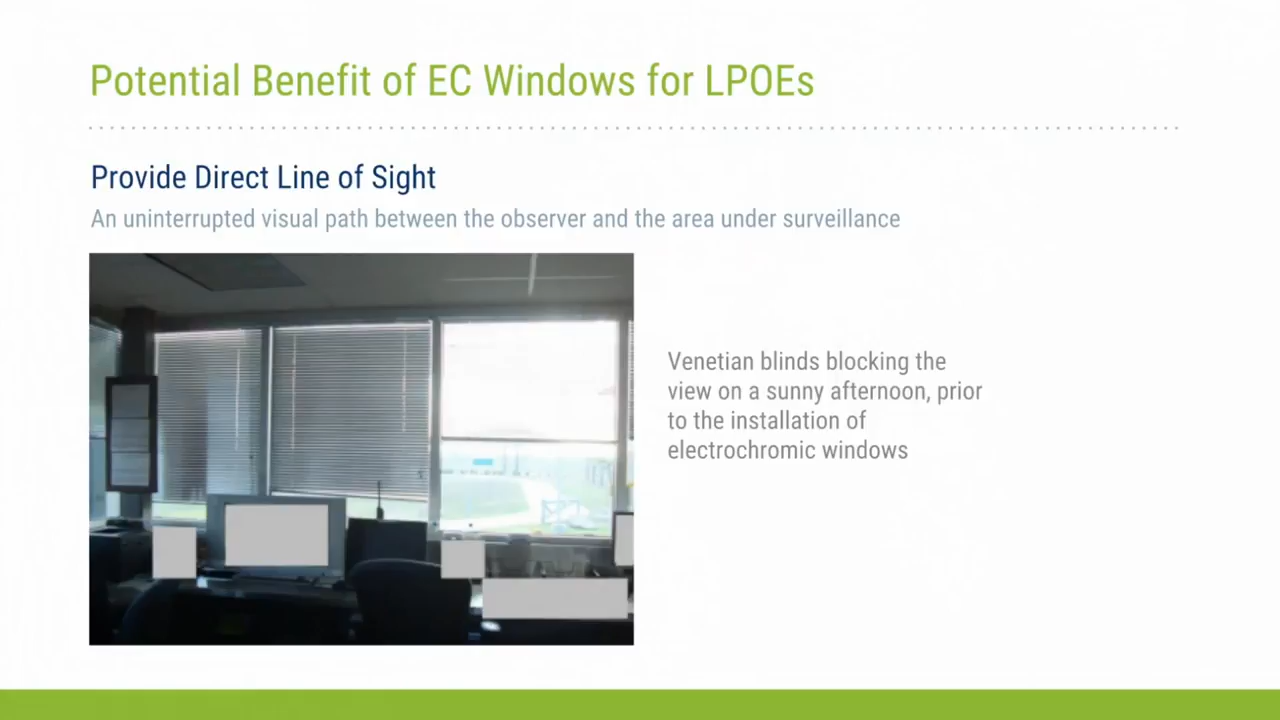 Potential Benefit of EC Windows for LPOEs
Provide Direct Line of Sight
An uninterrupted visual path between the observer and the area under surveillance
Venetian blinds blocking the
view on a sunny afternoon, prior
to the installation of
electrochromic windows